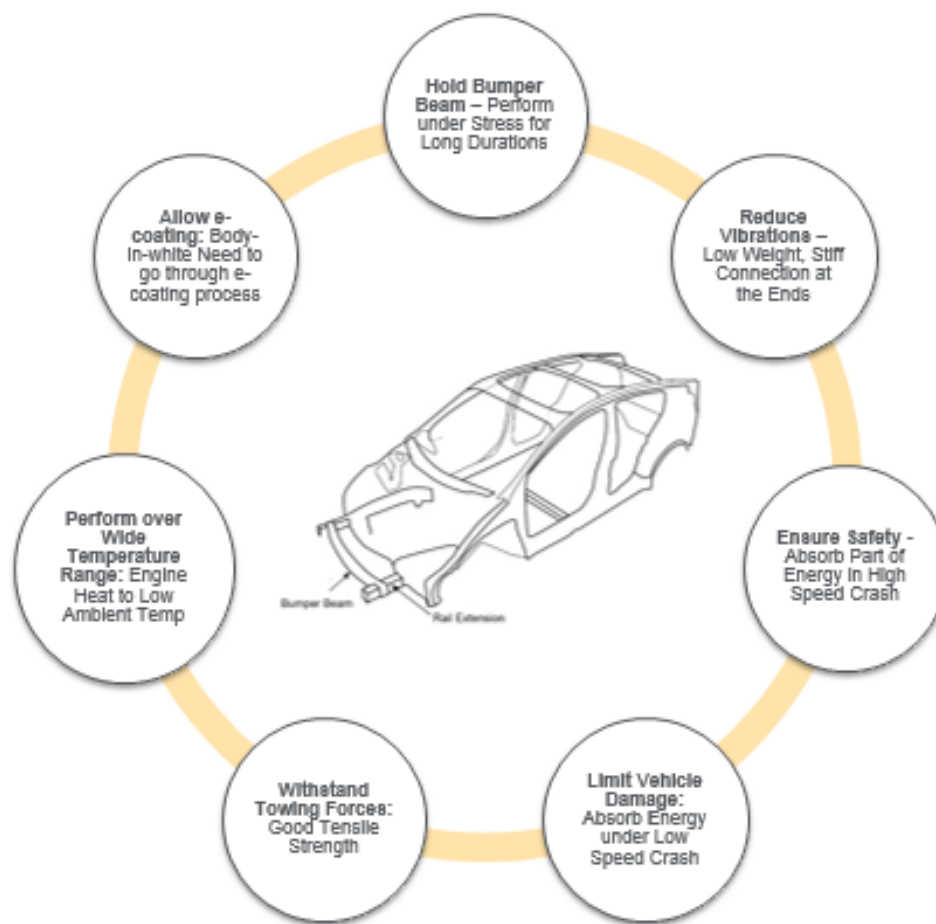 Hold Bumper
Beam – Perform
under Stress for
Long Durations
Reduce
Vibrations –
Low Weight, Stiff
Connection at
the Ends
Ensure Safety -
Absorb Part of
Energy in High
Speed Crash
Limit Vehicle
Damage:
Absorb Energy
under Low
Speed Crash
Withstand
Towing Forces:
Good Tensile
Strength
Perform over
Wide
Temperature
Range: Engine
Heat to Low
Ambient Temp
Allow e-
coating: Body-
in-white Need to
go through e-
coating process
Bumper Beam
Rail Extension